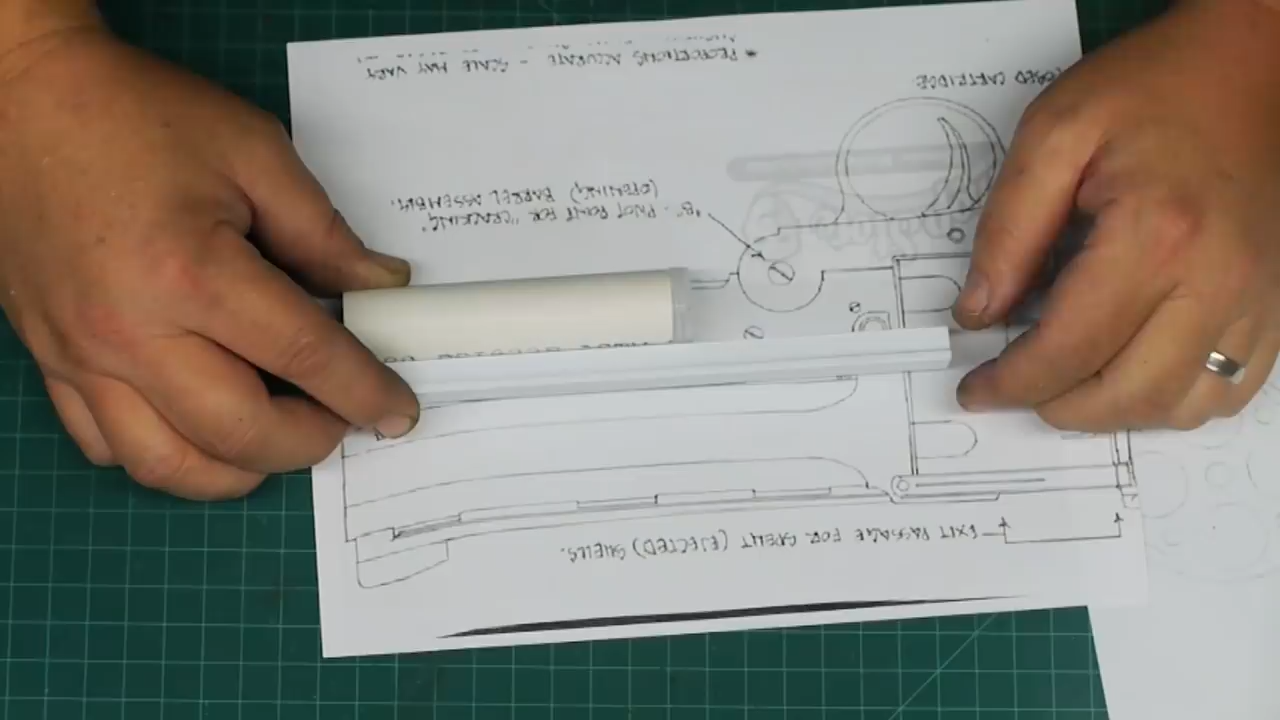 * PROPORTIONS ACCURATE - SCALE MAY VARY
CARTRIDGE
"B" - PIVOT POINT FOR "CRACKING"
(OPENING) BARREL ASSEMBLY.
EXIT PASSAGE FOR SPENT (EJECTED) SHELLS.